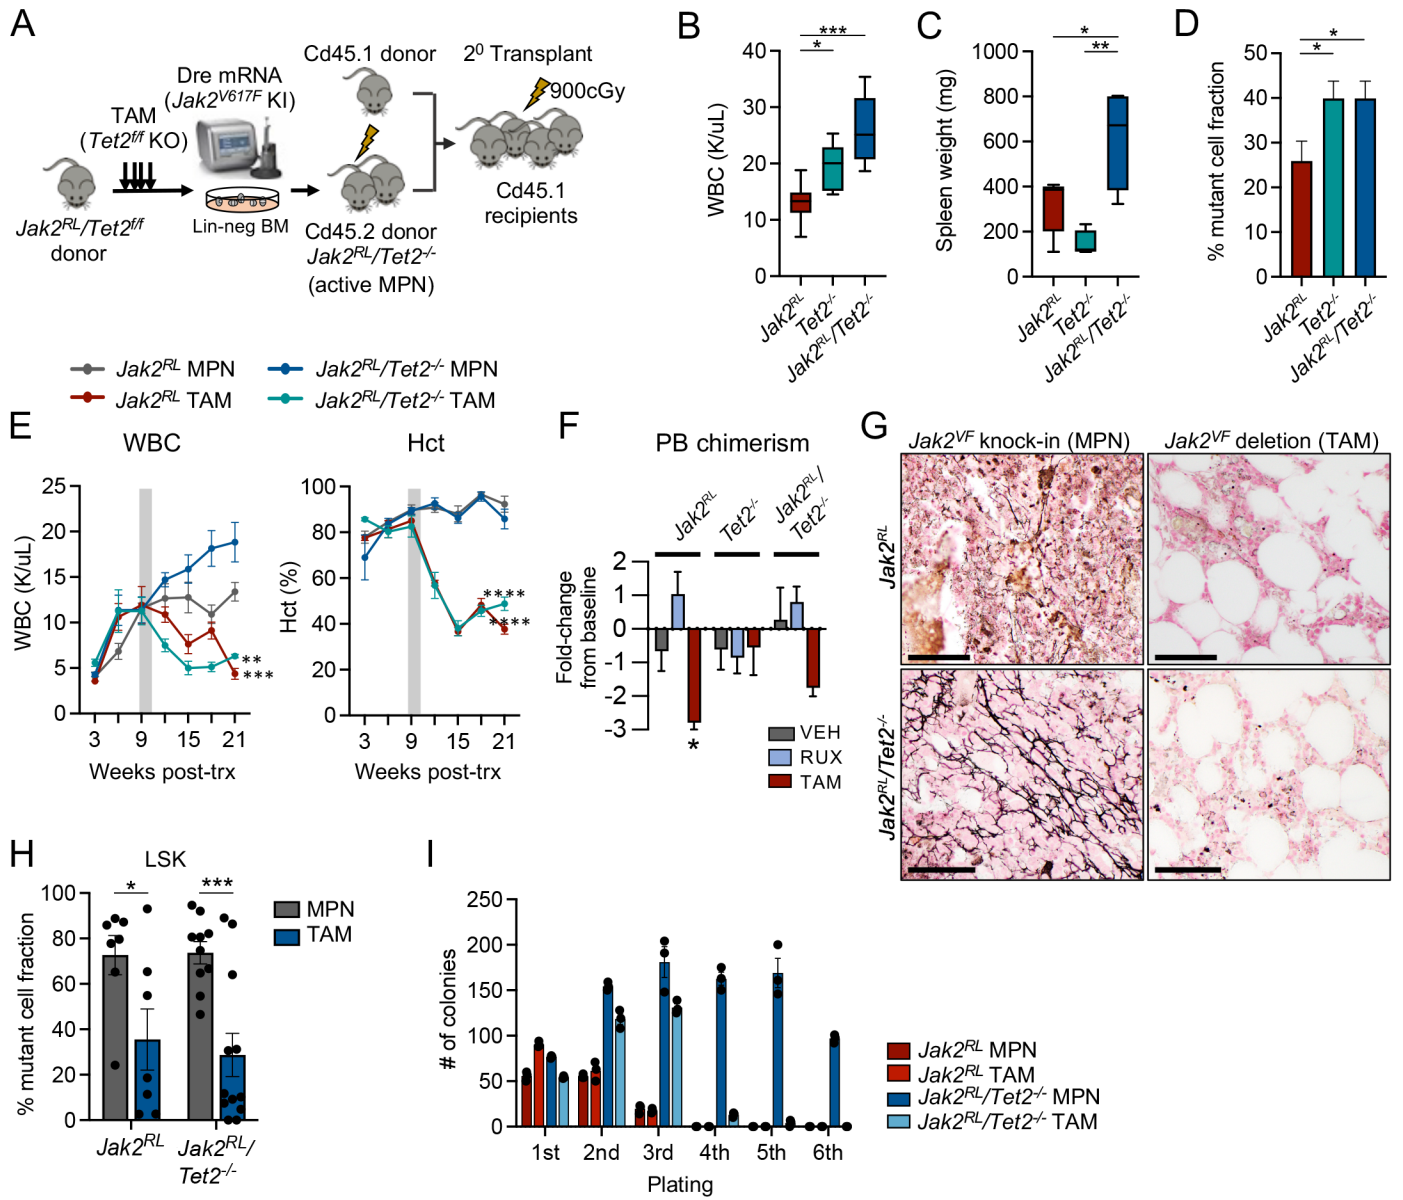 A
Cd45.1 donor
2⁰ Transplant
Dre mRNA
(Jak2V617F KI)
900cGy
TAM
(Tet2f/f KO)
Jak2RL/Tet2f/f
donor
Lin-neg BM
Cd45.2 donor
Jak2RL/Tet2-/-
(active MPN)
Cd45.1
recipients
B
***
*
WBC (K/uL)
40
30
20
10
0
Jak2RL
Tet2-/-
Jak2RL/Tet2-/-
C
*
**
Spleen weight (mg)
1000
800
600
400
200
0
Jak2RL
Tet2-/-
Jak2RL/Tet2-/-
D
*
*
% mutant cell fraction
50
40
30
20
10
0
Jak2RL
Tet2-/-
Jak2RL/Tet2-/-
Jak2RL MPN
Jak2RL TAM
Jak2RL/Tet2-/- MPN
Jak2RL/Tet2-/- TAM
E
WBC
WBC (K/uL)
25
20
15
10
5
0
**
***
3 9 15 21
Weeks post-trx
Hct
Hct (%)
100
80
60
40
20
0
****
****
3 9 15 21
Weeks post-trx
F
PB chimerism
Jak2RL
Tet2-/-
Jak2RL/
Tet2-/-
Fold-change
from baseline
2
1
0
-1
-2
-3
*
VEH
RUX
TAM
G
Jak2VF knock-in (MPN)
Jak2VF deletion (TAM)
Jak2RL
Jak2RL/Tet2-/-
H
LSK
* ***
% mutant cell fraction
100
80
60
40
20
0
Jak2RL
Jak2RL/
Tet2-/-
MPN
TAM
I
# of colonies
250
200
150
100
50
0
1st 2nd 3rd 4th 5th 6th
Plating
Jak2RL MPN
Jak2RL TAM
Jak2RL/Tet2-/- MPN
Jak2RL/Tet2-/- TAM